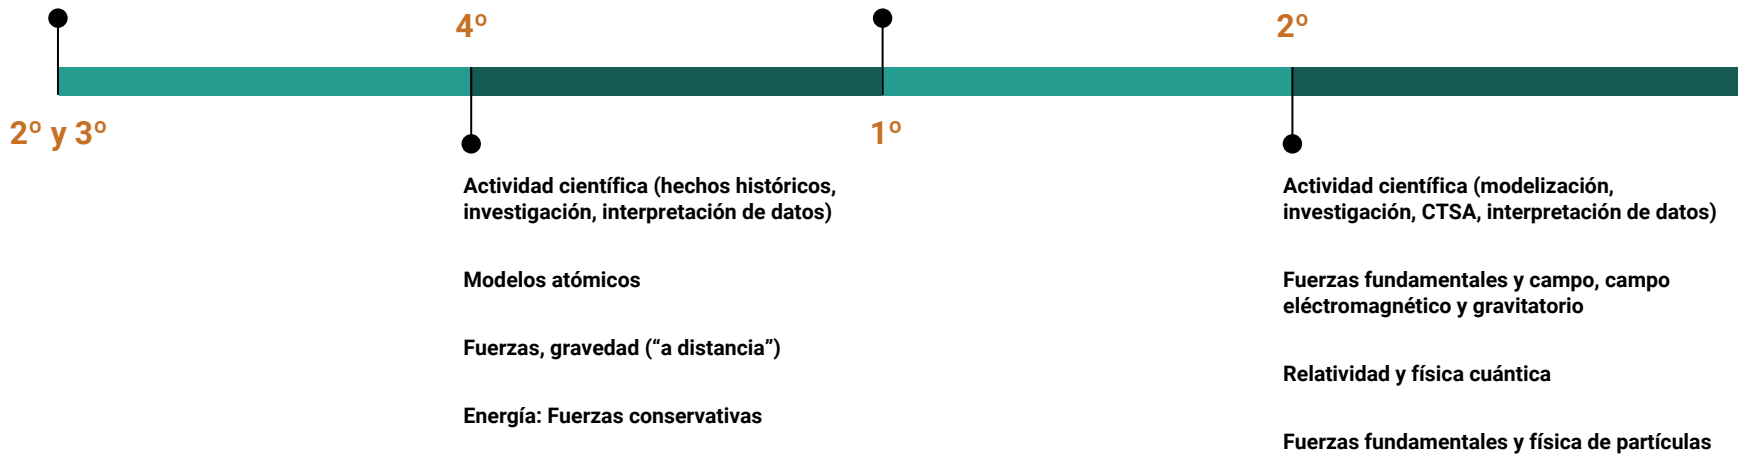 4º
2º
2º y 3º
1º
Actividad científica (hechos históricos,
investigación, interpretación de datos)
Modelos atómicos
Fuerzas, gravedad (“a distancia”)
Energía: Fuerzas conservativas
Actividad científica (modelización,
investigación, CTSA, interpretación de datos)
Fuerzas fundamentales y campo, campo
eléctromagnético y gravitatorio
Relatividad y física cuántica
Fuerzas fundamentales y física de partículas